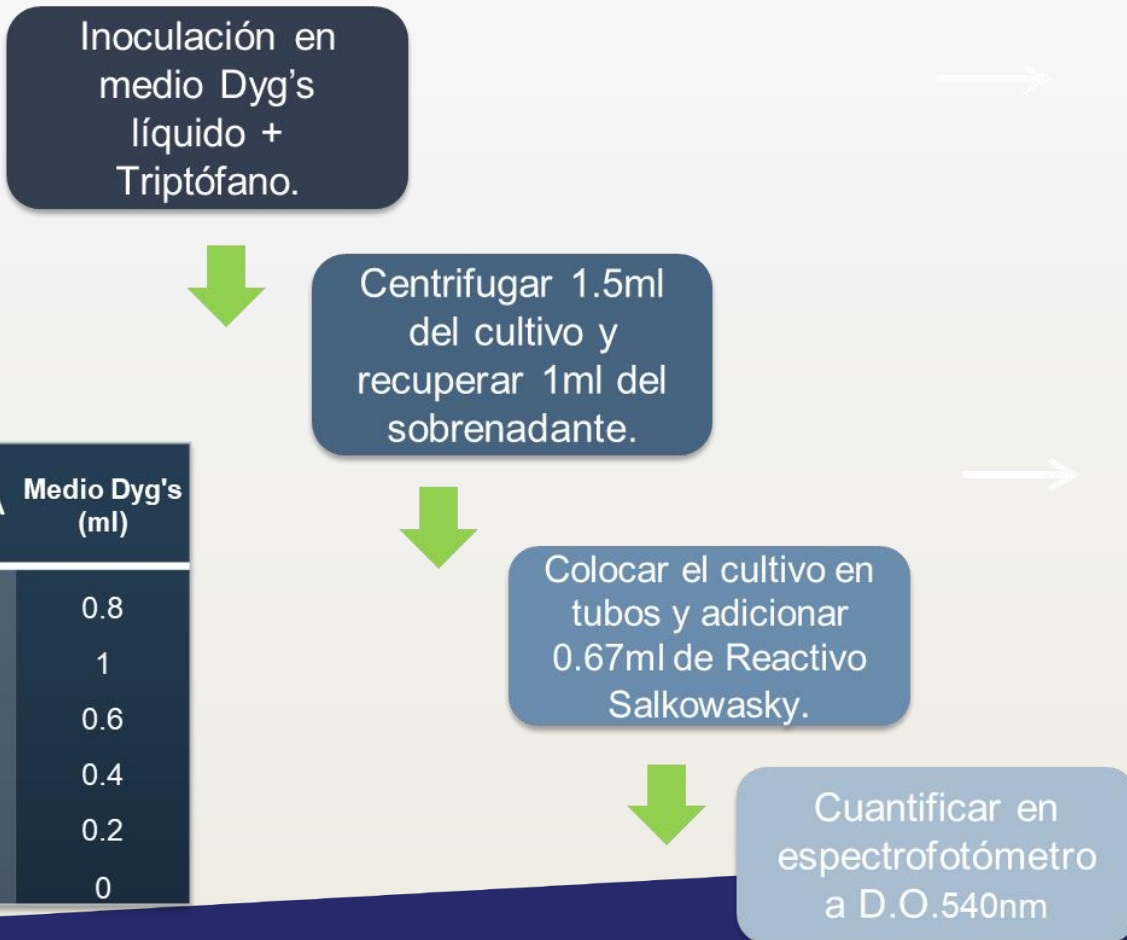 Inoculación en
medio Dyg's
líquido +
Triptófano.
Centrifugar 1.5ml
del cultivo y
recuperar 1ml del
sobrenadante.
Medio Dyg's
(ml)
0.8
1
0.6
0.4
0.2
0
Colocar el cultivo en
tubos y adicionar
0.67ml de Reactivo
Salkowasky.
Cuantificar en
espectrofotómetro
a D.O.540nm